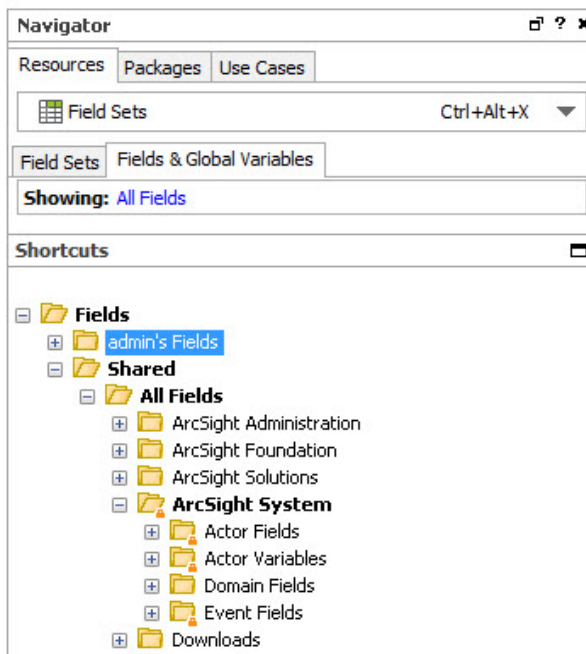 Navigator ?
Resources Packages Use Cases
Field Sets Ctrl+Alt+X
Field Sets Fields & Global Variables
Showing: All Fields
Shortcuts
Fields
admin's Fields
Shared
All Fields
ArcSight Administration
ArcSight Foundation
ArcSight Solutions
ArcSight System
Actor Fields
Actor Variables
Domain Fields
Event Fields
Downloads